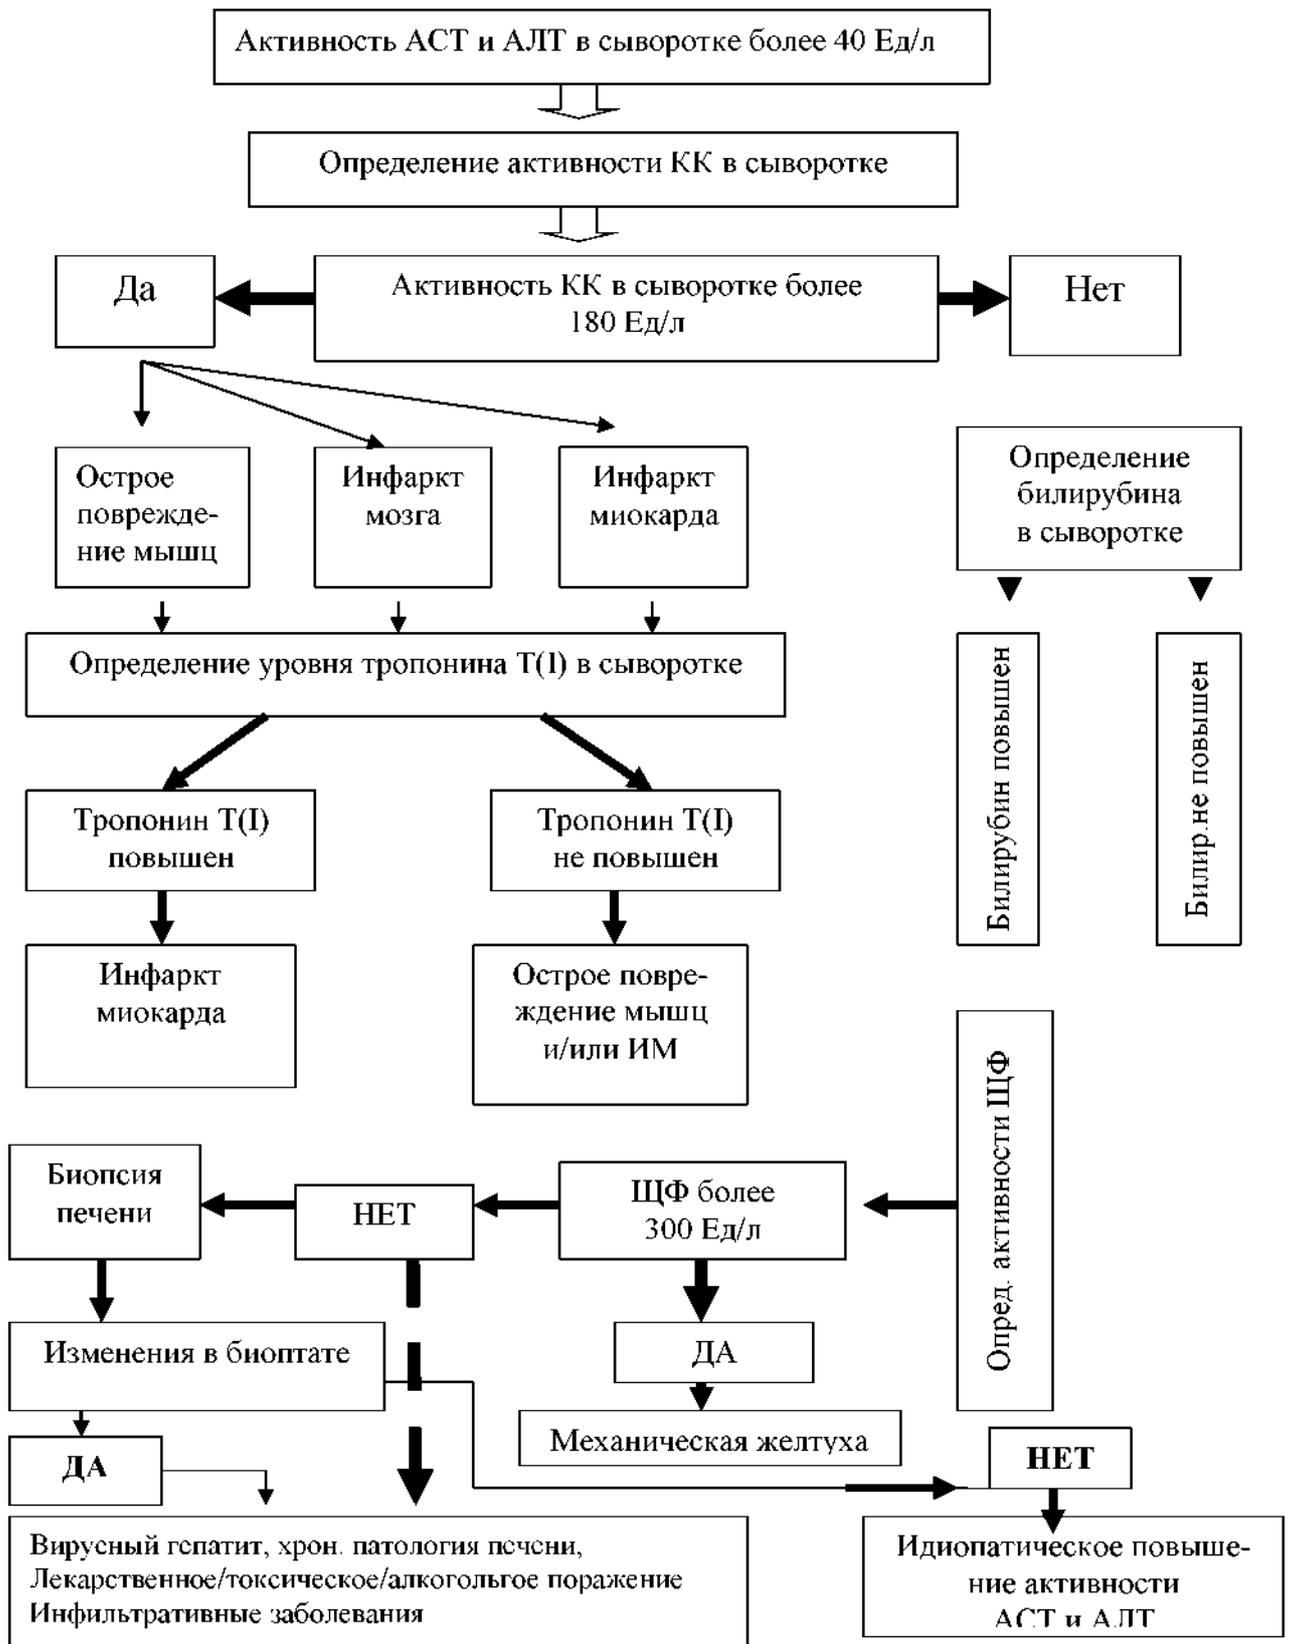 Активность АСТ и АЛТ в сыворотке более 40 Ед/л
Определение активности КК в сыворотке
Да
Активность КК в сыворотке более
180 Ед/л
Нет
Острое
поврежде-
ние мышц
Инфаркт
мозга
Инфаркт
миокарда
Определение
билирубина
в сыворотке
Определение уровня тропонина Т(I) в сыворотке
Билирубин повышен
Билир.не повышен
Тропонин Т(I)
повышен
Тропонин Т(I)
не повышен
Инфаркт
миокарда
Острое повре-
ждение мышц
и/или ИМ
Опред. активности ЩФ
Биопсия
печени
НЕТ
ЩФ более
300 Ед/л
Изменения в биоптате
ДА
Механическая желтуха
ДА
НЕТ
Вирусный гепатит, хрон. патология печени,
Лекарственное/токсическое/алкогольгое поражение
Инфильтративные заболевания
Идиопатическое повыше-
ние активности
АСТ и АЛТ